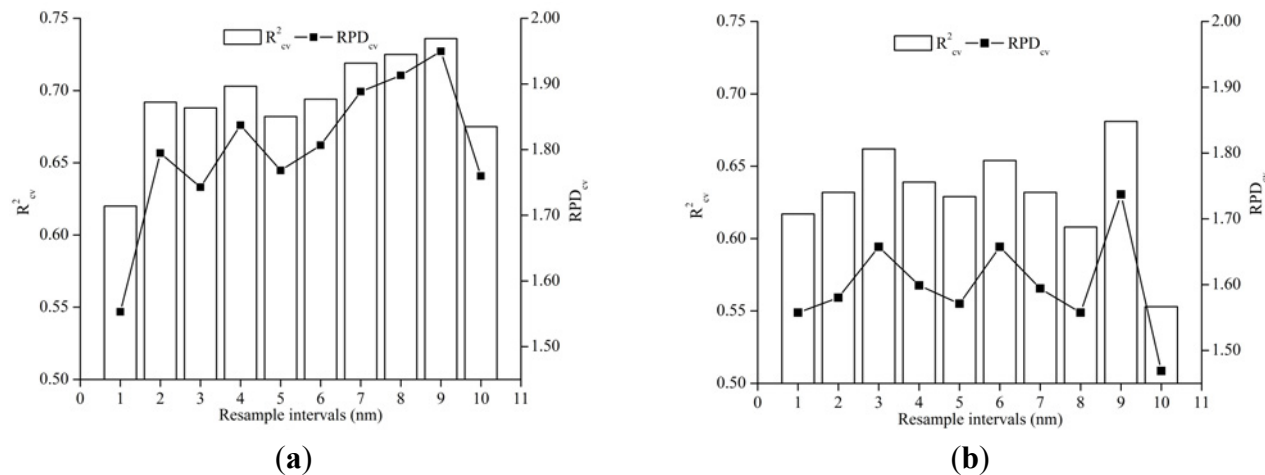 0.75
0.70
0.65
0.60
0.55
0.50
R²cv
2.00
1.90
1.80
1.70
1.60
1.50
RPDcv
R²cv RPDcv
0 1 2 3 4 5 6 7 8 9 10 11
Resample intervals (nm)
(a)
0.75
0.70
0.65
0.60
0.55
0.50
R²cv
2.00
1.90
1.80
1.70
1.60
1.50
RPDcv
R²cv RPDcv
0 1 2 3 4 5 6 7 8 9 10 11
Resample intervals (nm)
(b)